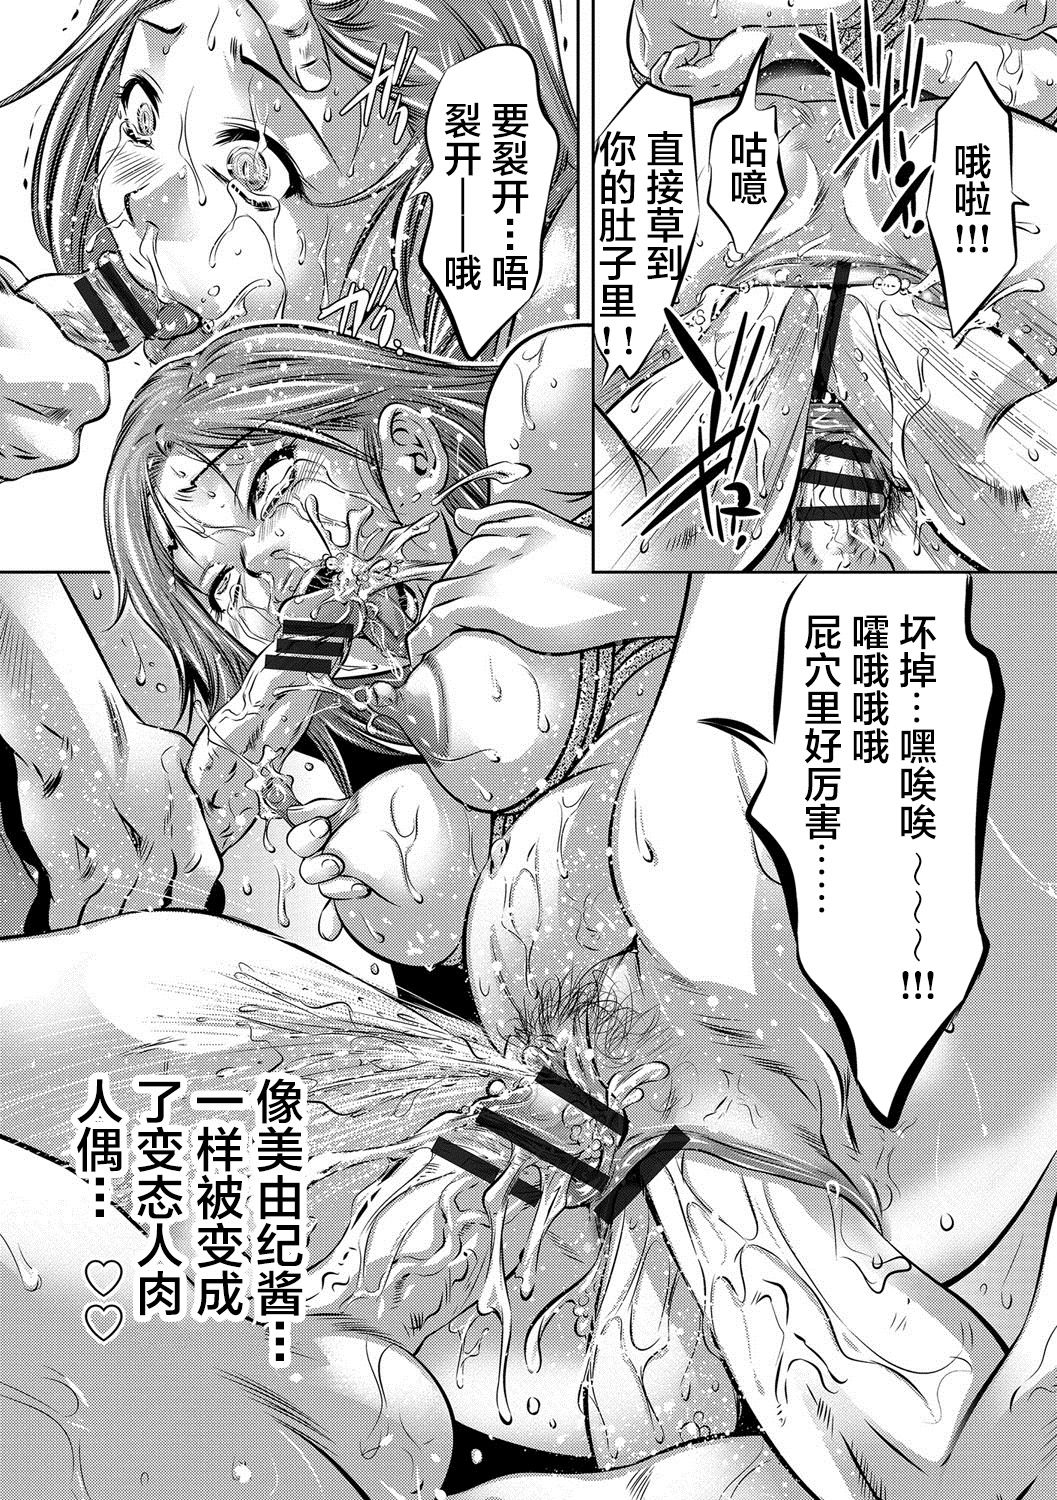 哦啦!!!
咕噫
直接草到
你的肚子里!!
要裂开…唔
裂开——哦
坏掉…嘿唉唉~~~!!!
嚯哦哦哦
屁穴里好厉害……
像美由纪酱…
一样被变成
了变态人肉
人偶…♡♡